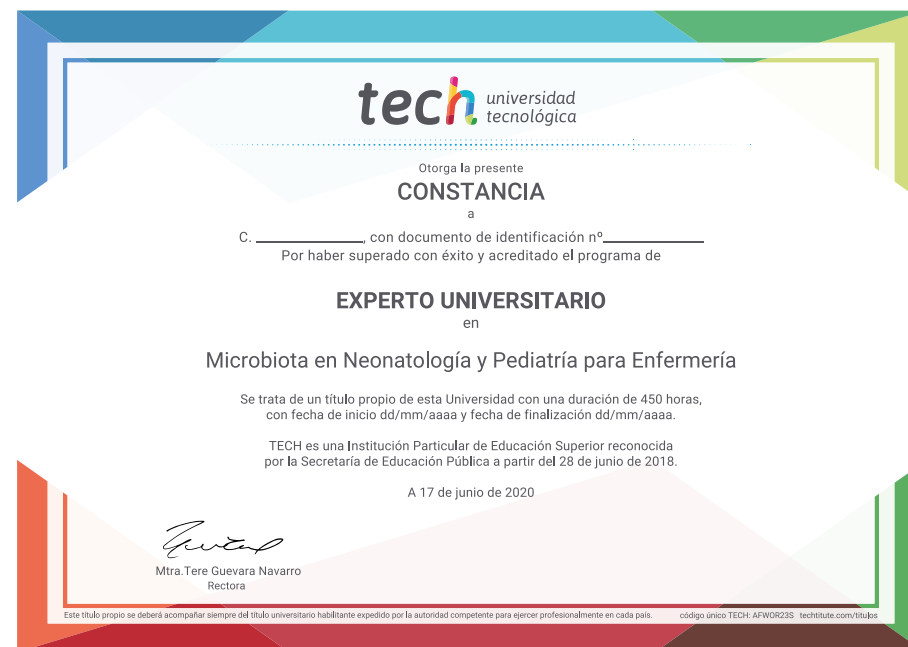 tech universidad
tecnológica
Otorga la presente
CONSTANCIA
a
C. ____________, con documento de identificación nº____________
Por haber superado con éxito y acreditado el programa de
EXPERTO UNIVERSITARIO
en
Microbiota en Neonatología y Pediatría para Enfermería
Se trata de un título propio de esta Universidad con una duración de 450 horas,
con fecha de inicio dd/mm/aaaa y fecha de finalización dd/mm/aaaa.
TECH es una Institución Particular de Educación Superior reconocida
por la Secretaría de Educación Pública a partir del 28 de junio de 2018.
A 17 de junio de 2020
Mtra.Tere Guevara Navarro
Rectora
Este título propio se deberá acompañar siempre del título universitario habilitante expedido por la autoridad competente para ejercer profesionalmente en cada país. código único TECH: AFWOR23S techtitute.com/titulos